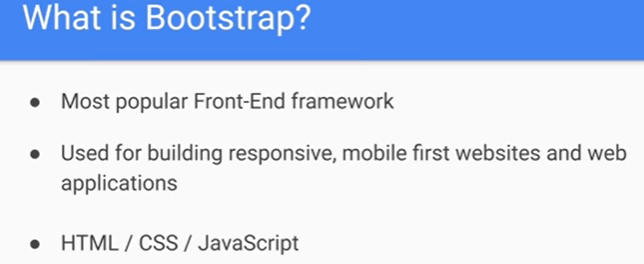 What is Bootstrap?
● Most popular Front-End framework
● Used for building responsive, mobile first websites and web
applications
● HTML / CSS / JavaScript